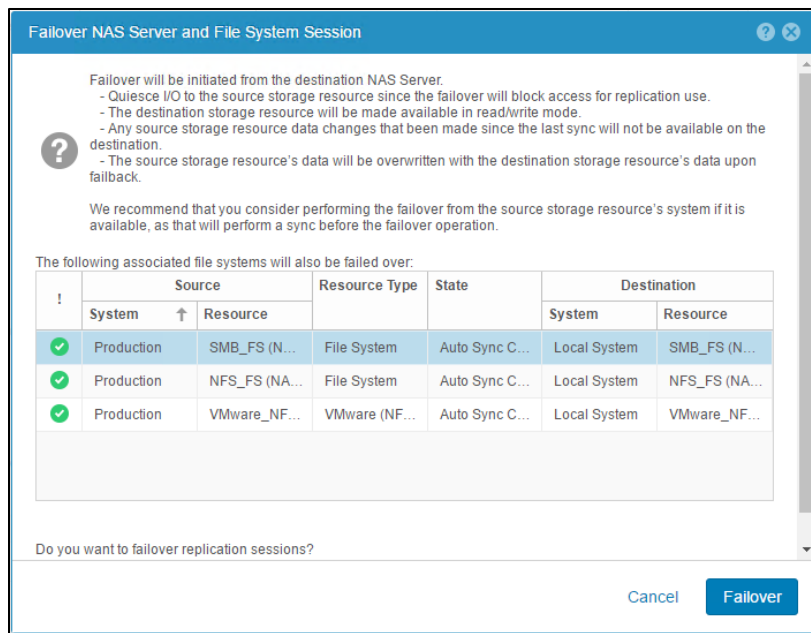 Failover NAS Server and File System Session
Failover will be initiated from the destination NAS Server.
- Quiesce I/O to the source storage resource since the failover will block access for replication use.
- The destination storage resource will be made available in read/write mode.
- Any source storage resource data changes that been made since the last sync will not be available on the
destination.
- The source storage resource's data will be overwritten with the destination storage resource's data upon
failback.
We recommend that you consider performing the failover from the source storage resource's system if it is
available, as that will perform a sync before the failover operation.
The following associated file systems will also be failed over:
! Source Resource Type State Destination
System Resource System Resource
Production SMB_FS (N... File System Auto Sync C... Local System SMB_FS (N...
Production NFS_FS (NA... File System Auto Sync C... Local System NFS_FS (NA...
Production VMware_NF... VMware (NF... Auto Sync C... Local System VMware_NF...
Do you want to failover replication sessions?
Cancel Failover